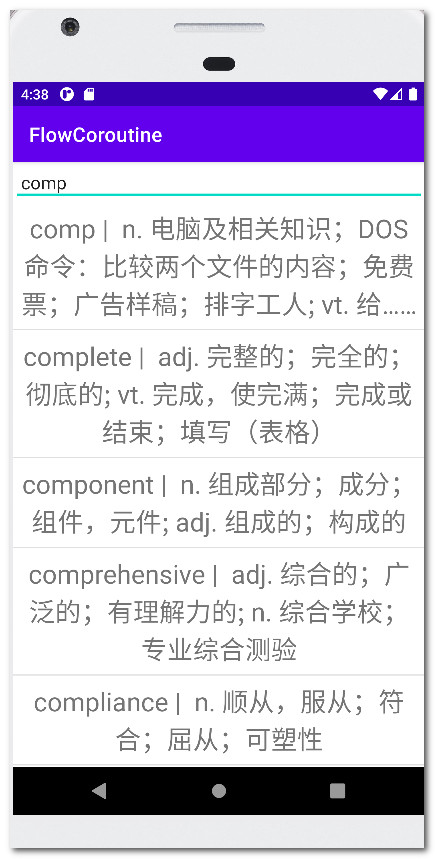 4:38
FlowCoroutine
comp
comp |  n. 电脑及相关知识；DOS
命令：比较两个文件的内容；免费
票；广告样稿；排字工人; vt. 给……
complete |  adj. 完整的；完全的；
彻底的; vt. 完成，使完满；完成或
结束；填写（表格）
component |  n. 组成部分；成分；
组件，元件; adj. 组成的；构成的
comprehensive |  adj. 综合的；广
泛的；有理解力的; n. 综合学校；
专业综合测验
compliance |  n. 顺从，服从；符
合；屈从；可塑性